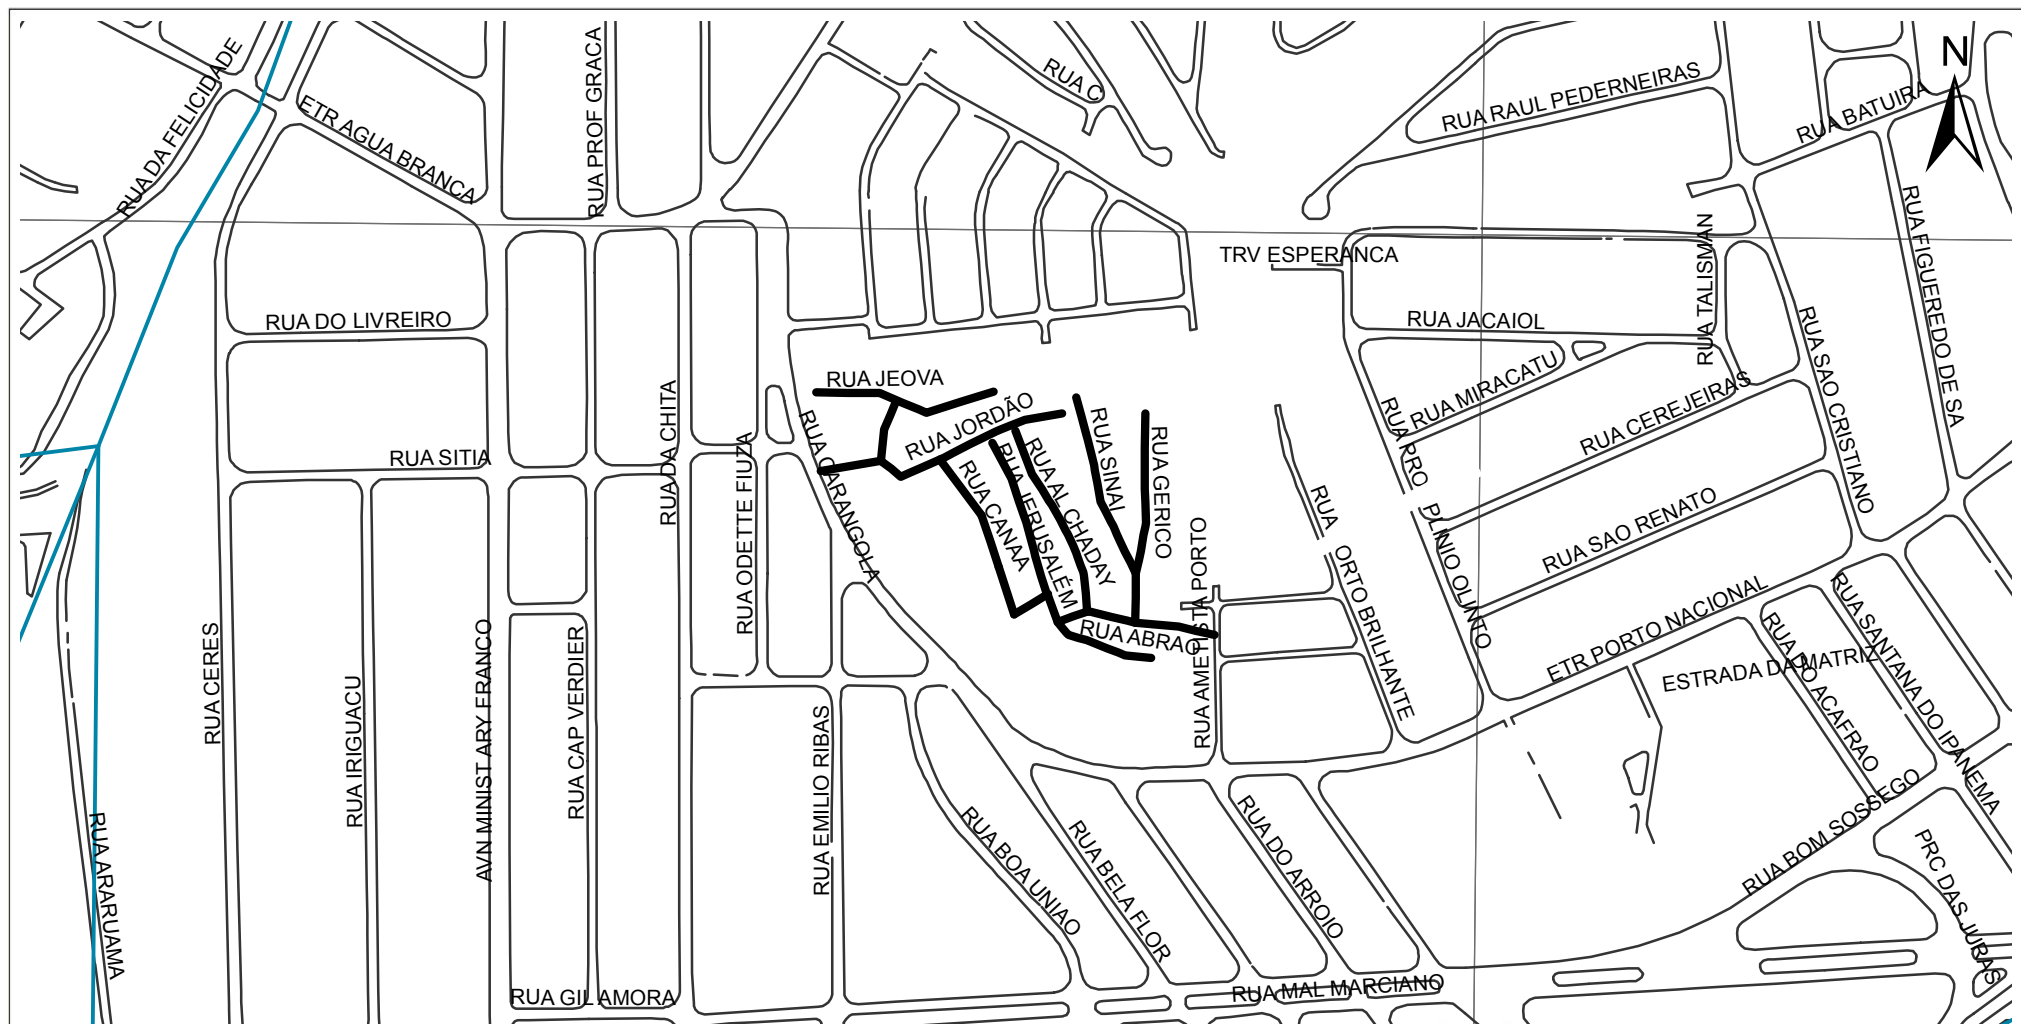 N
RUA DA FELICIDADE
ETR AGUA BRANCA
RUA PROF GRACA
RUA C
RUA RAUL PEDERNEIRAS
RUA BATUIRA
RUA FIGUEREDO DE SA
TRV ESPERANCA
RUA TALISMAN
RUA DO LIVREIRO
RUA JACAIOL
RUA SAO CRISTIANO
RUA MIRACATU
RUA CEREJEIRAS
RUA JEOVA
RUA JORDÃO
RUA DA CHITA
RUA SITIA
RUA ODETTE FIUZA
RUA CARANGOLA
RUA CANAA
RUA JERUSALÉM
RUA AL CHADAY
RUA SINAI
RUA GERICO
RUA ABRAO
RUA AMETISTA PORTO
RUA ORTO BRILHANTE
RUA PRO PLINIO OLINTO
RUA SAO RENATO
ETR PORTO NACIONAL
ESTRADA DA MATRIZ
RUA DO ACAFRAO
RUA SANTANA DO IPANEMA
RUA CERES
RUA IRIGUACU
AVN MINIST ARY FRANCO
RUA CAP VERDIER
RUA EMILIO RIBAS
RUA ARARUAMA
RUA BOA UNIAO
RUA BELA FLOR
RUA DO ARROIO
RUA BOM SOSSEGO
PRC DAS JURAS
RUA GIL AMORA
RUA MAL MARCIANO